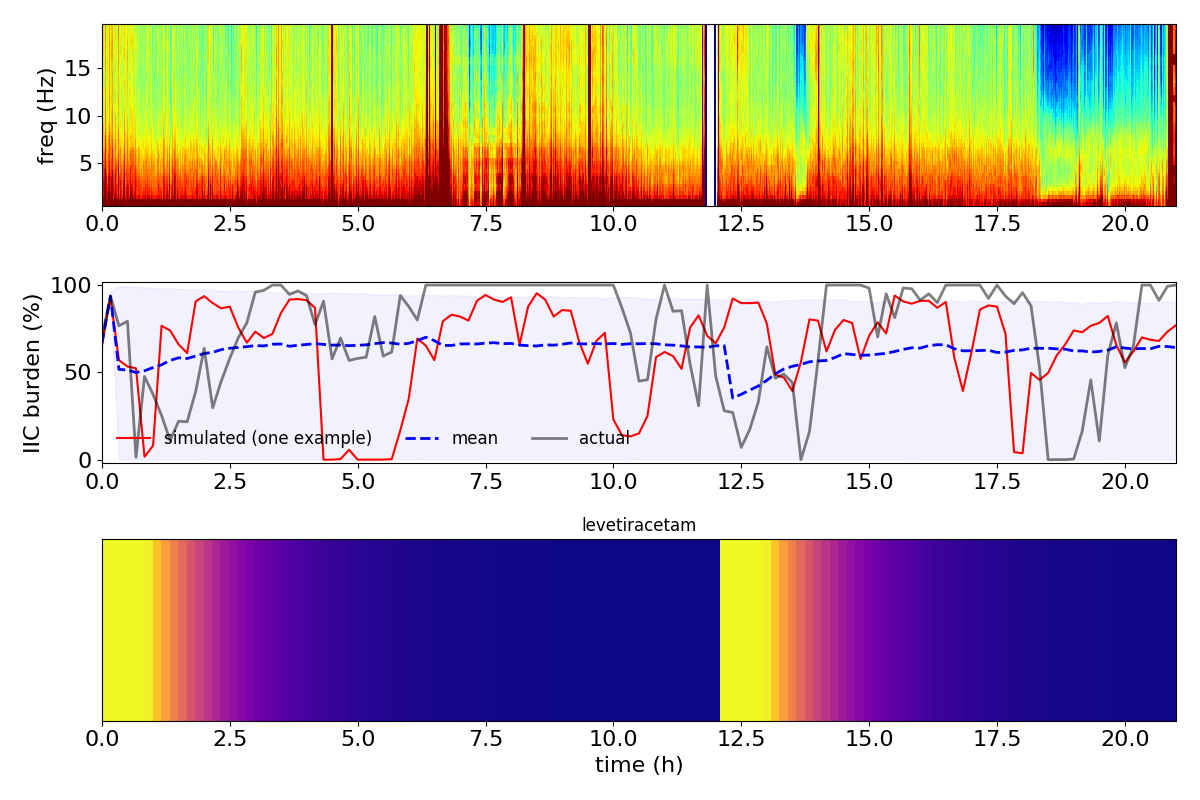 freq (Hz)
15
10
5
0.0 2.5 5.0 7.5 10.0 12.5 15.0 17.5 20.0
IIC burden (%)
100
50
0
simulated (one example) mean actual
0.0 2.5 5.0 7.5 10.0 12.5 15.0 17.5 20.0
levetiracetam
0.0 2.5 5.0 7.5 10.0 12.5 15.0 17.5 20.0
time (h)